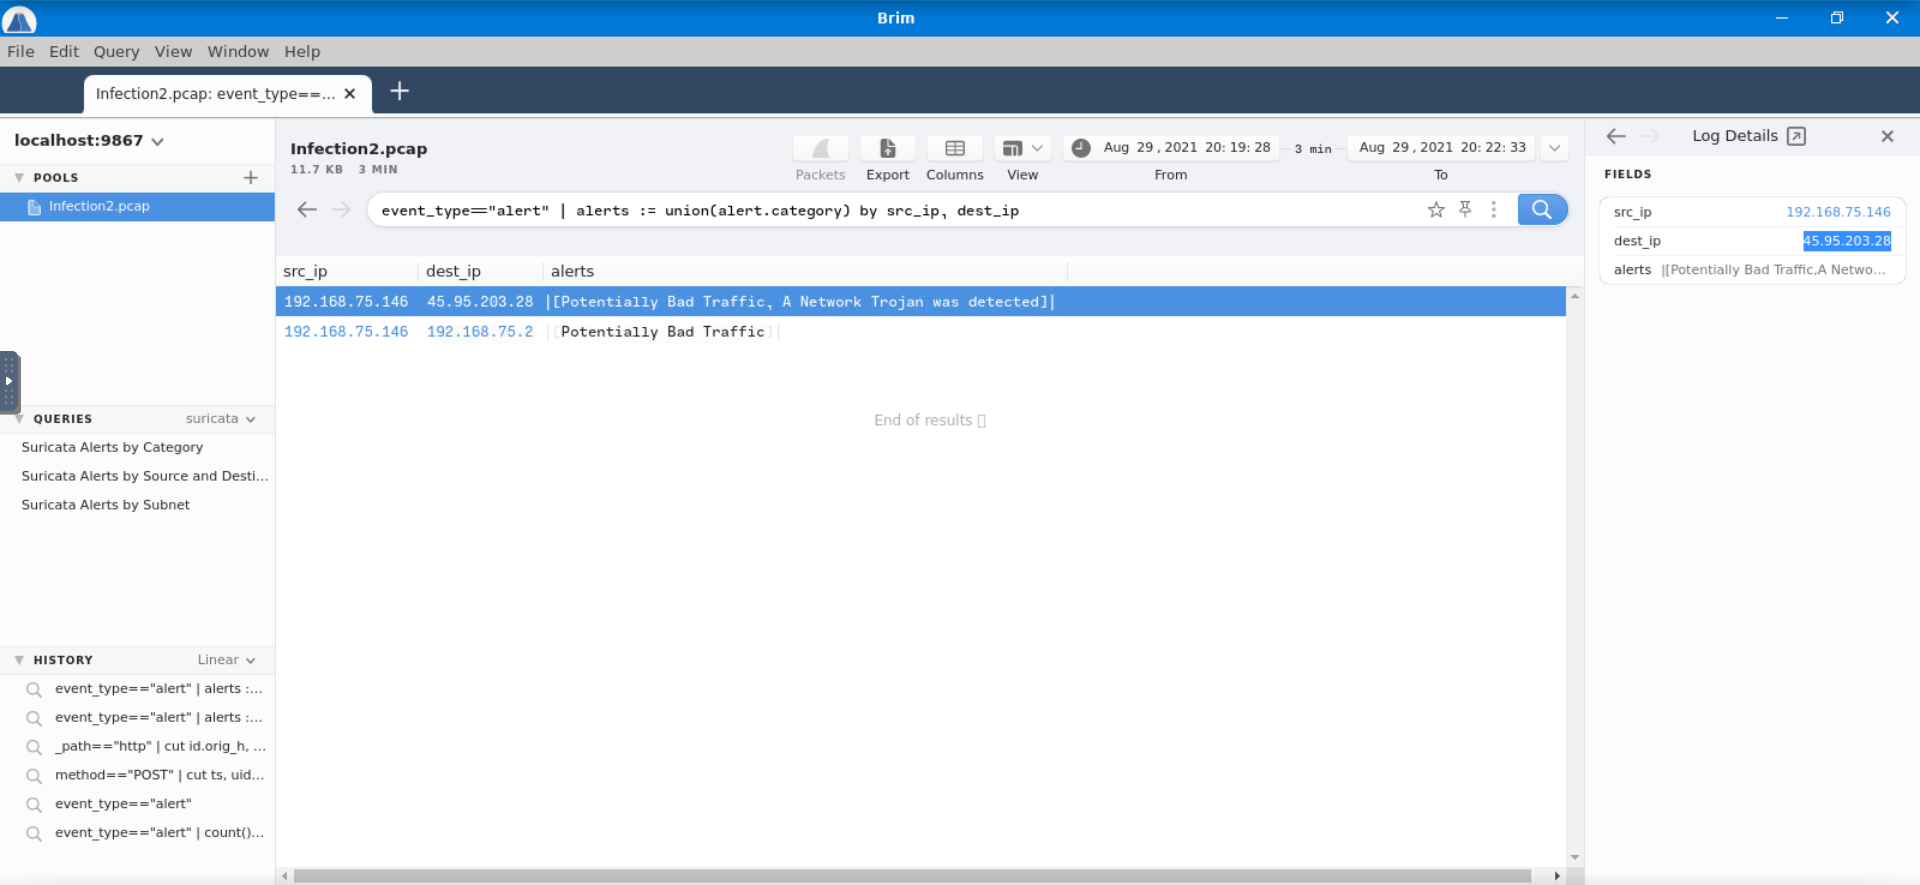 Brim
File Edit Query View Window Help
Infection2.pcap: event_type==...
localhost:9867
POOLS
Infection2.pcap
QUERIES suricata
Suricata Alerts by Category
Suricata Alerts by Source and Desti...
Suricata Alerts by Subnet
HISTORY Linear
event_type=="alert" | alerts :...
event_type=="alert" | alerts :...
_path=="http" | cut id.orig_h, ...
method=="POST" | cut ts, uid...
event_type=="alert"
event_type=="alert" | count()...
Infection2.pcap
11.7 KB 3 MIN
Packets Export Columns View
Aug 29, 2021 20:19:28 3 min Aug 29, 2021 20:22:33
From To
event_type=="alert" | alerts := union(alert.category) by src_ip, dest_ip
src_ip dest_ip alerts
192.168.75.146 45.95.203.28 |[Potentially Bad Traffic, A Network Trojan was detected]|
192.168.75.146 192.168.75.2 |[Potentially Bad Traffic]|
End of results
Log Details
FIELDS
src_ip 192.168.75.146
dest_ip 45.95.203.28
alerts |[Potentially Bad Traffic,A Netwo...